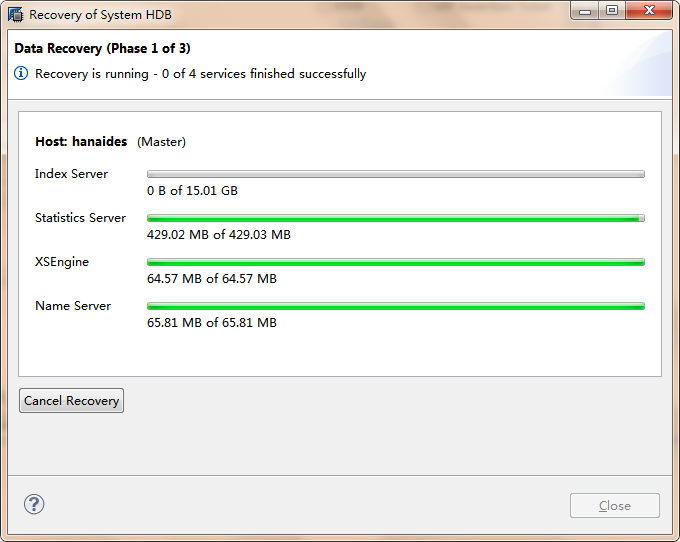 Recovery of System HDB
Data Recovery (Phase 1 of 3)
Recovery is running - 0 of 4 services finished successfully
Host: hanaides (Master)
Index Server
0 B of 15.01 GB
Statistics Server
429.02 MB of 429.03 MB
XSEngine
64.57 MB of 64.57 MB
Name Server
65.81 MB of 65.81 MB
Cancel Recovery
Close